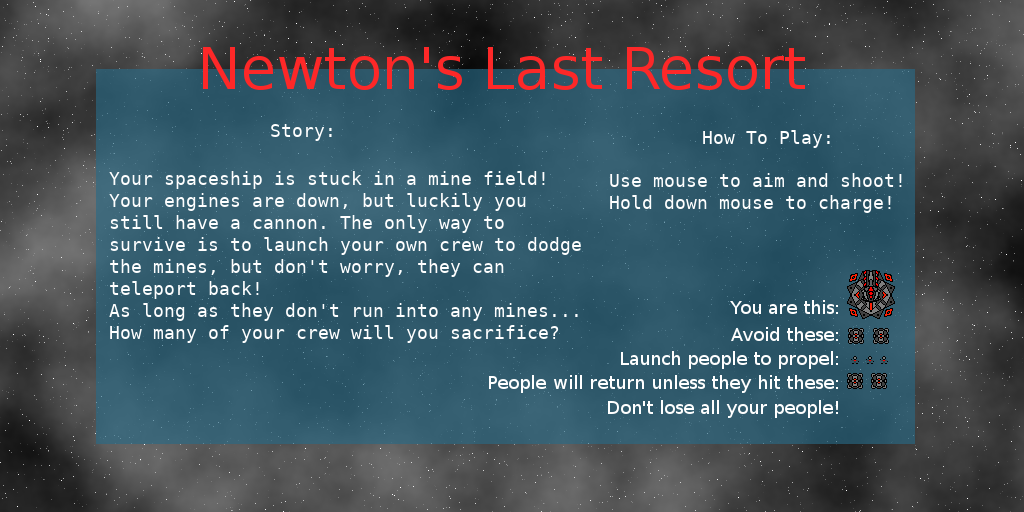 Newton's Last Resort
Story:
Your spaceship is stuck in a mine field!
Your engines are down, but luckily you
still have a cannon. The only way to
survive is to launch your own crew to dodge
the mines, but don't worry, they can
teleport back!
As long as they don't run into any mines...
How many of your crew will you sacrifice?
How To Play:
Use mouse to aim and shoot!
Hold down mouse to charge!
You are this:
Avoid these:
Launch people to propel:
People will return unless they hit these:
Don't lose all your people!